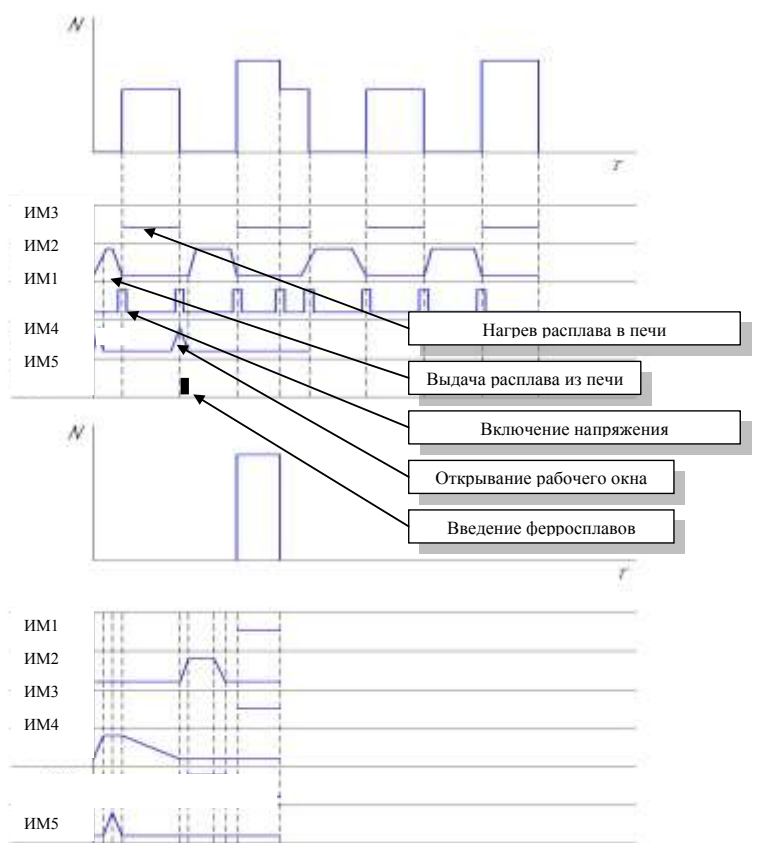 N
T
ИМ3
ИМ2
ИМ1
ИМ4
ИМ5
Нагрев расплава в печи
Выдача расплава из печи
Включение напряжения
Открывание рабочего окна
Введение ферросплавов
N
T
ИМ1
ИМ2
ИМ3
ИМ4
ИМ5